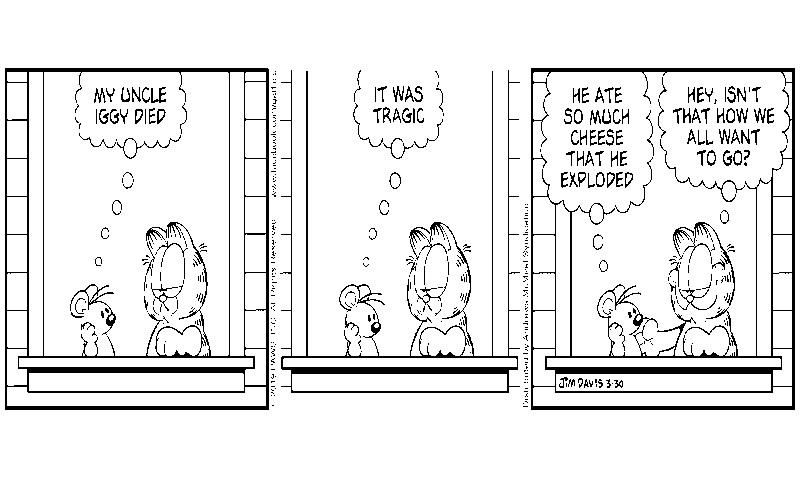 MY UNCLE
IGGY DIED
IT WAS
TRAGIC
HE ATE
SO MUCH
CHEESE
THAT HE
EXPLODED
HEY, ISN'T
THAT HOW WE
ALL WANT
TO GO?
JIM DAVIS 3-30